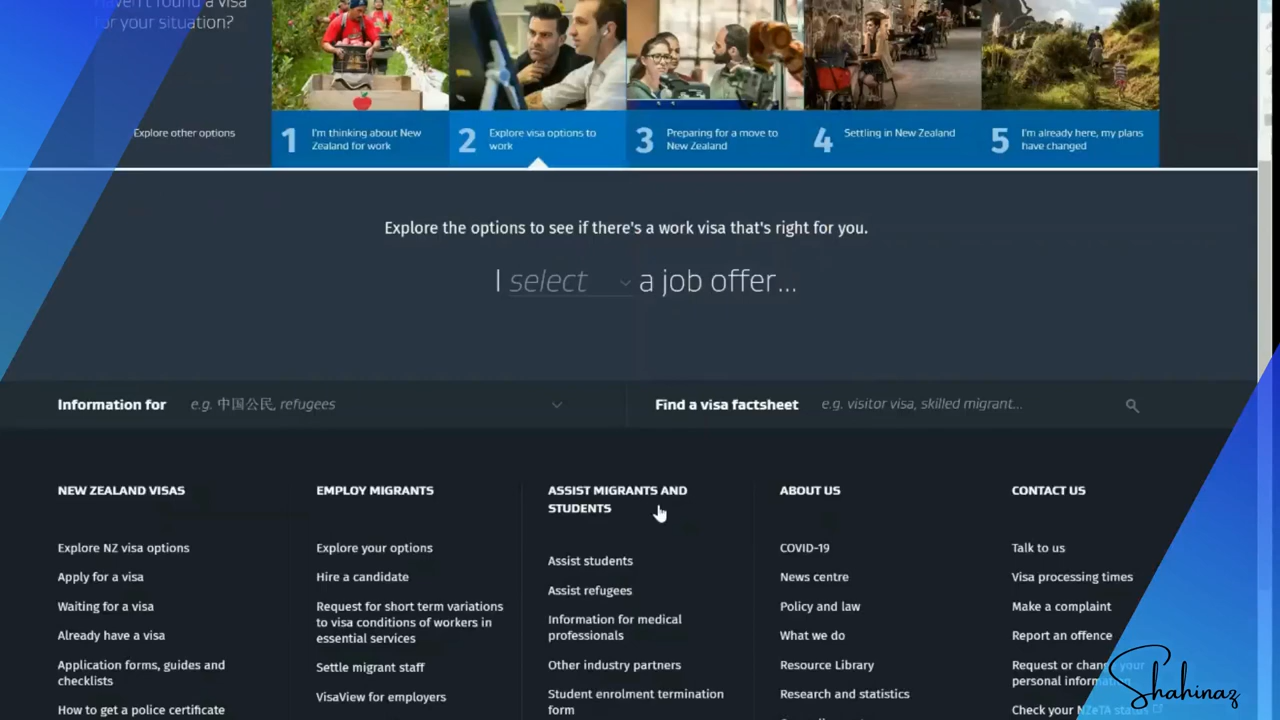 haven't found a visa
for your situation?
Explore other options
1 I'm thinking about New
Zealand for work
2 Explore visa options to
work
3 Preparing for a move to
New Zealand
4 Settling in New Zealand
5 I'm already here, my plans
have changed
Explore the options to see if there's a work visa that's right for you.
I select a job offer...
Information for e.g. 中国公民, refugees
Find a visa factsheet e.g. visitor visa, skilled migrant...
NEW ZEALAND VISAS
Explore NZ visa options
Apply for a visa
Waiting for a visa
Already have a visa
Application forms, guides and
checklists
How to get a police certificate
EMPLOY MIGRANTS
Explore your options
Hire a candidate
Request for short term variations
to visa conditions of workers in
essential services
Settle migrant staff
VisaView for employers
ASSIST MIGRANTS AND
STUDENTS
Assist students
Assist refugees
Information for medical
professionals
Other industry partners
Student enrolment termination
form
ABOUT US
COVID-19
News centre
Policy and law
What we do
Resource Library
Research and statistics
CONTACT US
Talk to us
Visa processing times
Make a complaint
Report an offence
Request or change your
personal information
Check your NZeTA status
Shahinaz